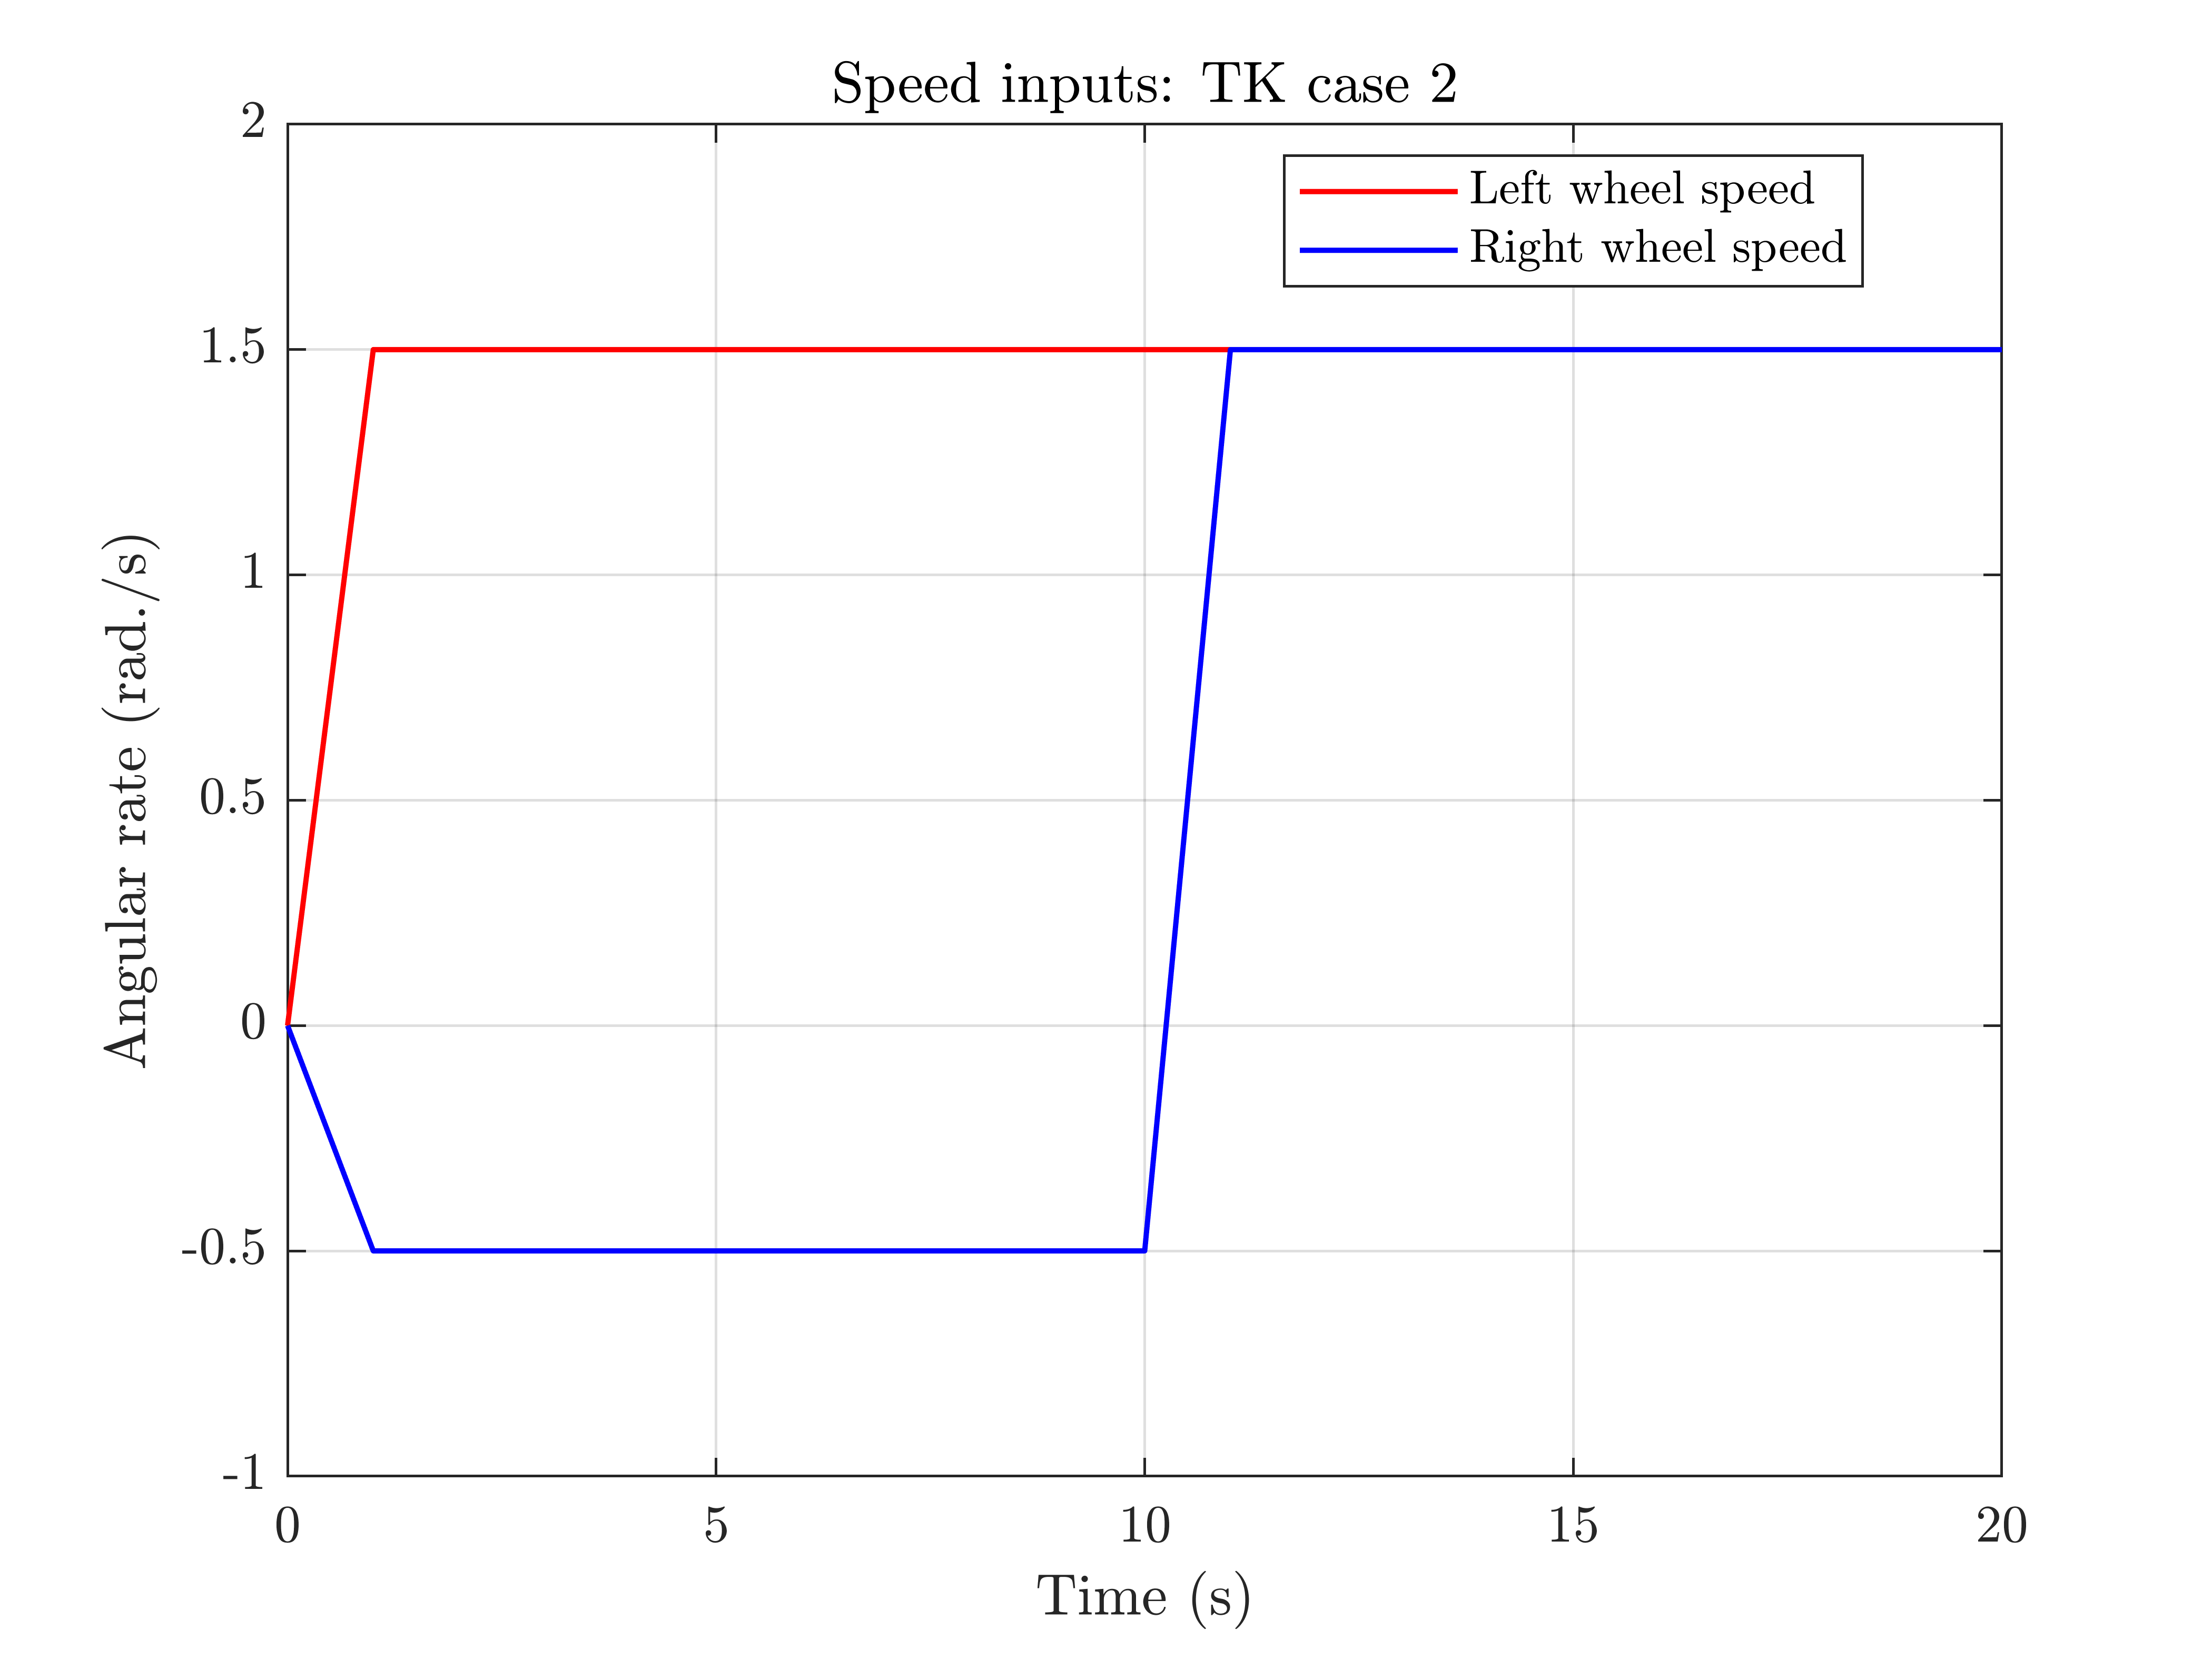 Speed inputs: TK case 2
2
1.5
1
0.5
0
-0.5
-1
Angular rate (rad./s)
Left wheel speed
Right wheel speed
0 5 10 15 20
Time (s)